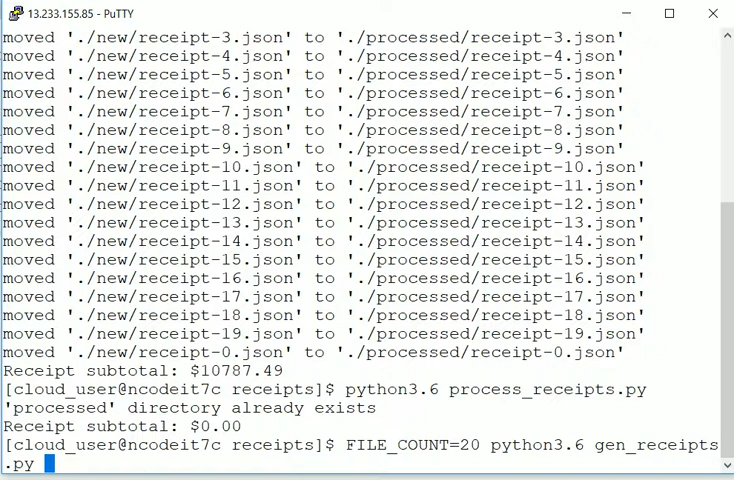 13.233.155.85 - PuTTY
moved './new/receipt-3.json' to './processed/receipt-3.json'
moved './new/receipt-4.json' to './processed/receipt-4.json'
moved './new/receipt-5.json' to './processed/receipt-5.json'
moved './new/receipt-6.json' to './processed/receipt-6.json'
moved './new/receipt-7.json' to './processed/receipt-7.json'
moved './new/receipt-8.json' to './processed/receipt-8.json'
moved './new/receipt-9.json' to './processed/receipt-9.json'
moved './new/receipt-10.json' to './processed/receipt-10.json'
moved './new/receipt-11.json' to './processed/receipt-11.json'
moved './new/receipt-12.json' to './processed/receipt-12.json'
moved './new/receipt-13.json' to './processed/receipt-13.json'
moved './new/receipt-14.json' to './processed/receipt-14.json'
moved './new/receipt-15.json' to './processed/receipt-15.json'
moved './new/receipt-16.json' to './processed/receipt-16.json'
moved './new/receipt-17.json' to './processed/receipt-17.json'
moved './new/receipt-18.json' to './processed/receipt-18.json'
moved './new/receipt-19.json' to './processed/receipt-19.json'
moved './new/receipt-0.json' to './processed/receipt-0.json'
Receipt subtotal: $10787.49
[cloud_user@ncodeit7c receipts]$ python3.6 process_receipts.py
'processed' directory already exists
Receipt subtotal: $0.00
[cloud_user@ncodeit7c receipts]$ FILE_COUNT=20 python3.6 gen_receipts
.py